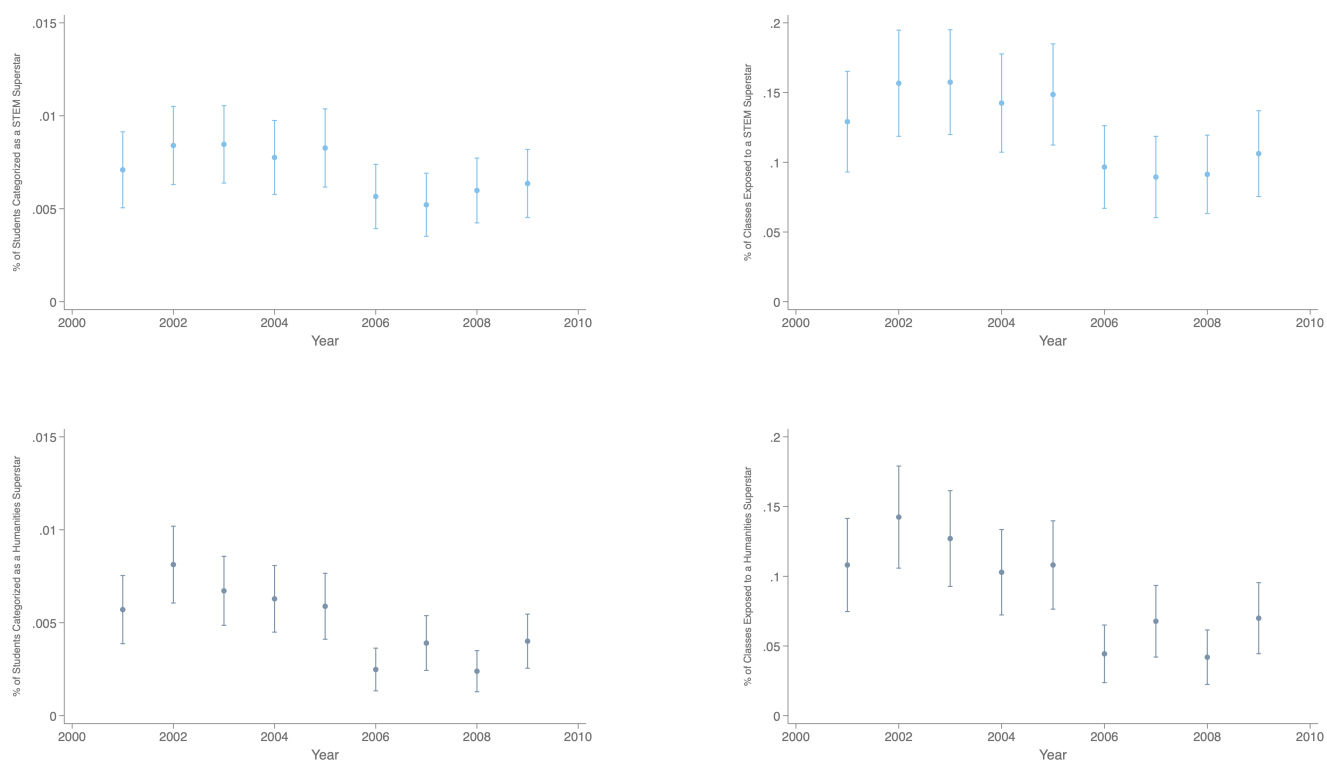 % of Students Categorized as a STEM Superstar
.015
.01
.005
0
2000 2002 2004 2006 2008 2010
Year
% of Classes Exposed to a STEM Superstar
.2
.15
.1
.05
0
2000 2002 2004 2006 2008 2010
Year
% of Students Categorized as a Humanities Superstar
.015
.01
.005
0
2000 2002 2004 2006 2008 2010
Year
% of Classes Exposed to a Humanities Superstar
.2
.15
.1
.05
0
2000 2002 2004 2006 2008 2010
Year